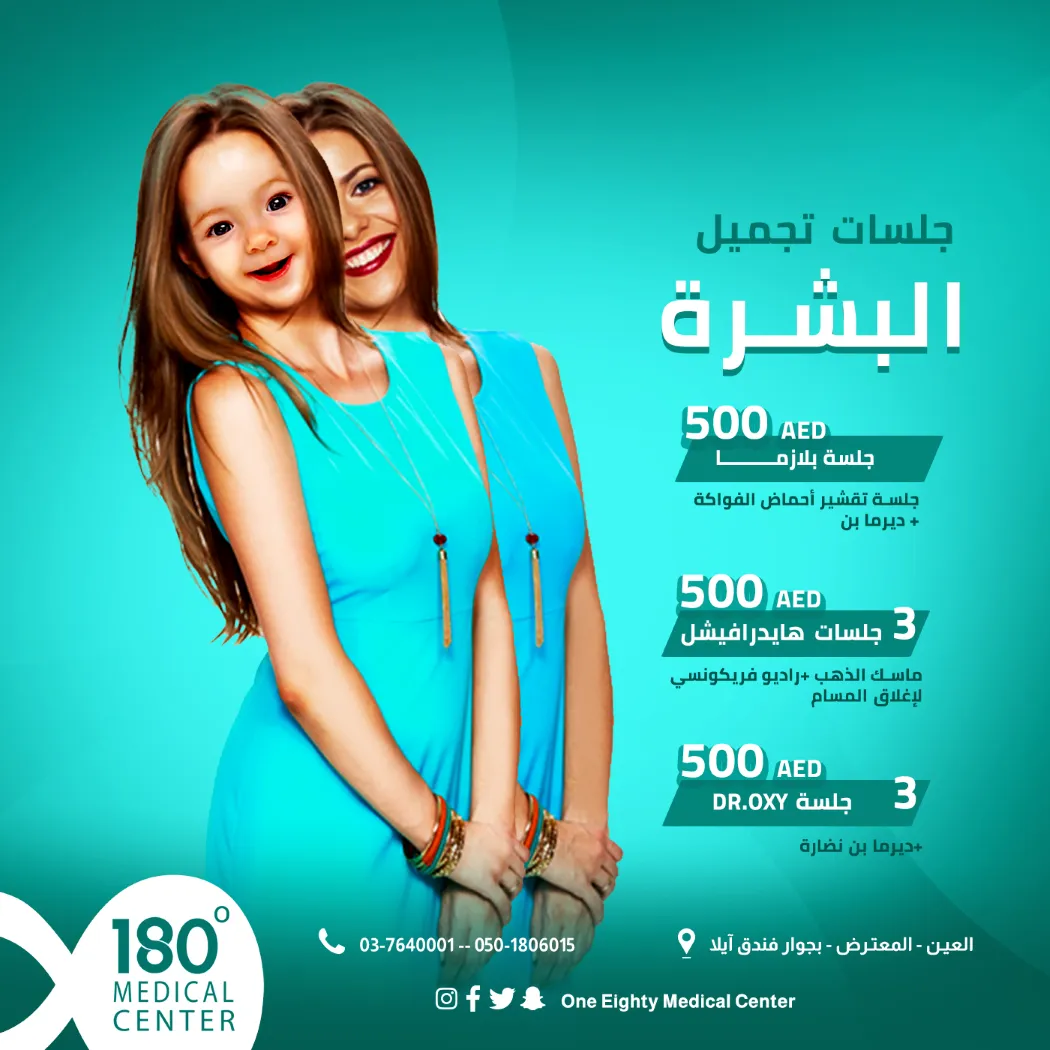 جلسات تجميل
البشرة
500 AED
جلسة بلازمـــــا
جلسة تقشير أحماض الفواكة
+ ديرما بن
500 AED
3 جلسات هايدرافيشل
ماسك الذهب +راديو فريكونسي
لإغلاق المسام
500 AED
3 جلسة DR.OXY
+ديرما بن نضارة
180°
MEDICAL
CENTER
03-7640001 -- 050-1806015
العين - المعترض - بجوار فندق آيلا
One Eighty Medical Center